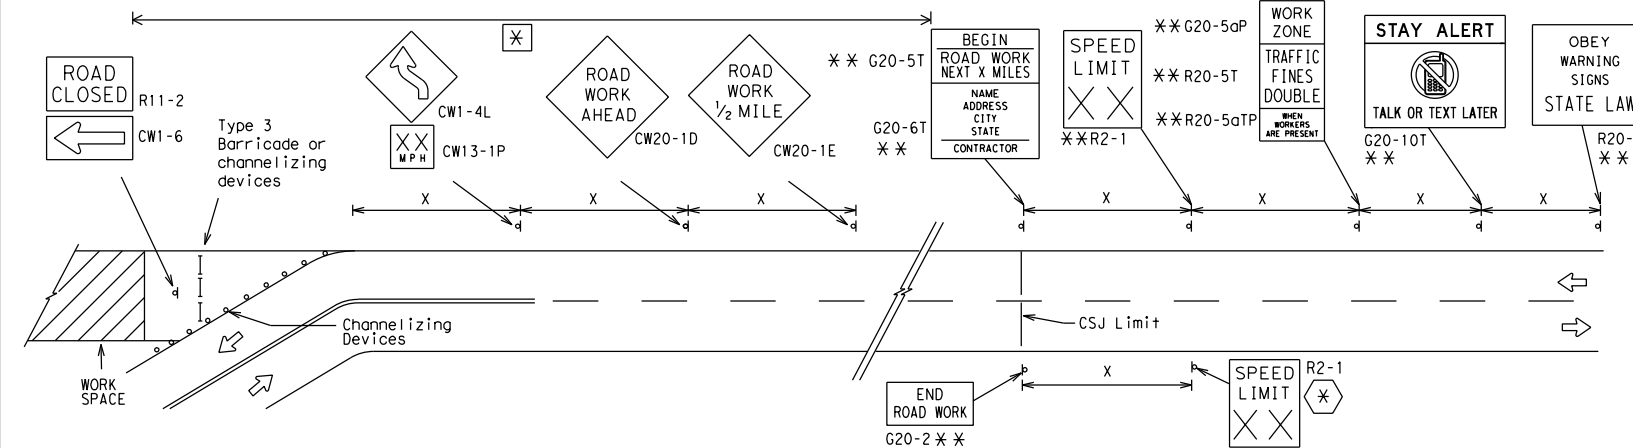 ROAD
CLOSED
R11-2
CW1-6
Type 3
Barricade or
channelizing
devices
*
CW1-4L
XX
MPH
CW13-1P
ROAD
WORK
AHEAD
CW20-1D
ROAD
WORK
1/2 MILE
CW20-1E
** G20-5T
G20-6T
**
BEGIN
ROAD WORK
NEXT X MILES
NAME
ADDRESS
CITY
STATE
CONTRACTOR
SPEED
LIMIT
XX
**R2-1
**G20-5aP
**R20-5T
**R20-5aTP
WORK
ZONE
TRAFFIC
FINES
DOUBLE
WHEN
WORKERS
ARE PRESENT
STAY ALERT
TALK OR TEXT LATER
G20-10T
**
OBEY
WARNING
SIGNS
STATE LAW
R20-
**
X
X
X
X
X
X
X
Channelizing
Devices
WORK
SPACE
CSJ Limit
END
ROAD WORK
G20-2**
X
SPEED
LIMIT
XX
R2-1
*